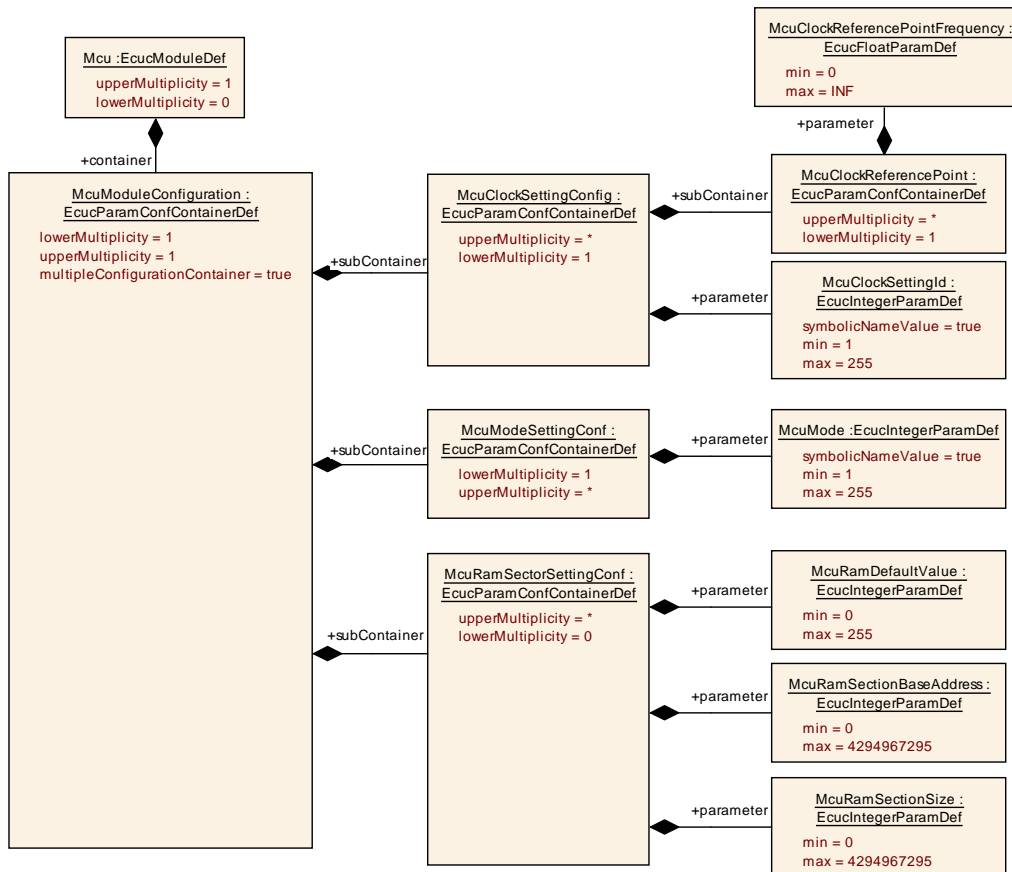 Mcu :EcucModuleDef
upperMultiplicity = 1
lowerMultiplicity = 0
+container
McuModuleConfiguration :
EcucParamConfContainerDef
lowerMultiplicity = 1
upperMultiplicity = 1
multipleConfigurationContainer = true
+subContainer
McuClockSettingConfig :
EcucParamConfContainerDef
upperMultiplicity = *
lowerMultiplicity = 1
+subContainer
McuClockReferencePointFrequency :
EcucFloatParamDef
min = 0
max = INF
+parameter
McuClockReferencePoint :
EcucParamConfContainerDef
upperMultiplicity = *
lowerMultiplicity = 1
+parameter
McuClockSettingId :
EcucIntegerParamDef
symbolicNameValue = true
min = 1
max = 255
+subContainer
McuModeSettingConf :
EcucParamConfContainerDef
lowerMultiplicity = 1
upperMultiplicity = *
+parameter
McuMode :EcucIntegerParamDef
symbolicNameValue = true
min = 1
max = 255
+subContainer
McuRamSectorSettingConf :
EcucParamConfContainerDef
upperMultiplicity = *
lowerMultiplicity = 0
+parameter
McuRamDefaultValue :
EcucIntegerParamDef
min = 0
max = 255
+parameter
McuRamSectionBaseAddress :
EcucIntegerParamDef
min = 0
max = 4294967295
+parameter
McuRamSectionSize :
EcucIntegerParamDef
min = 0
max = 4294967295